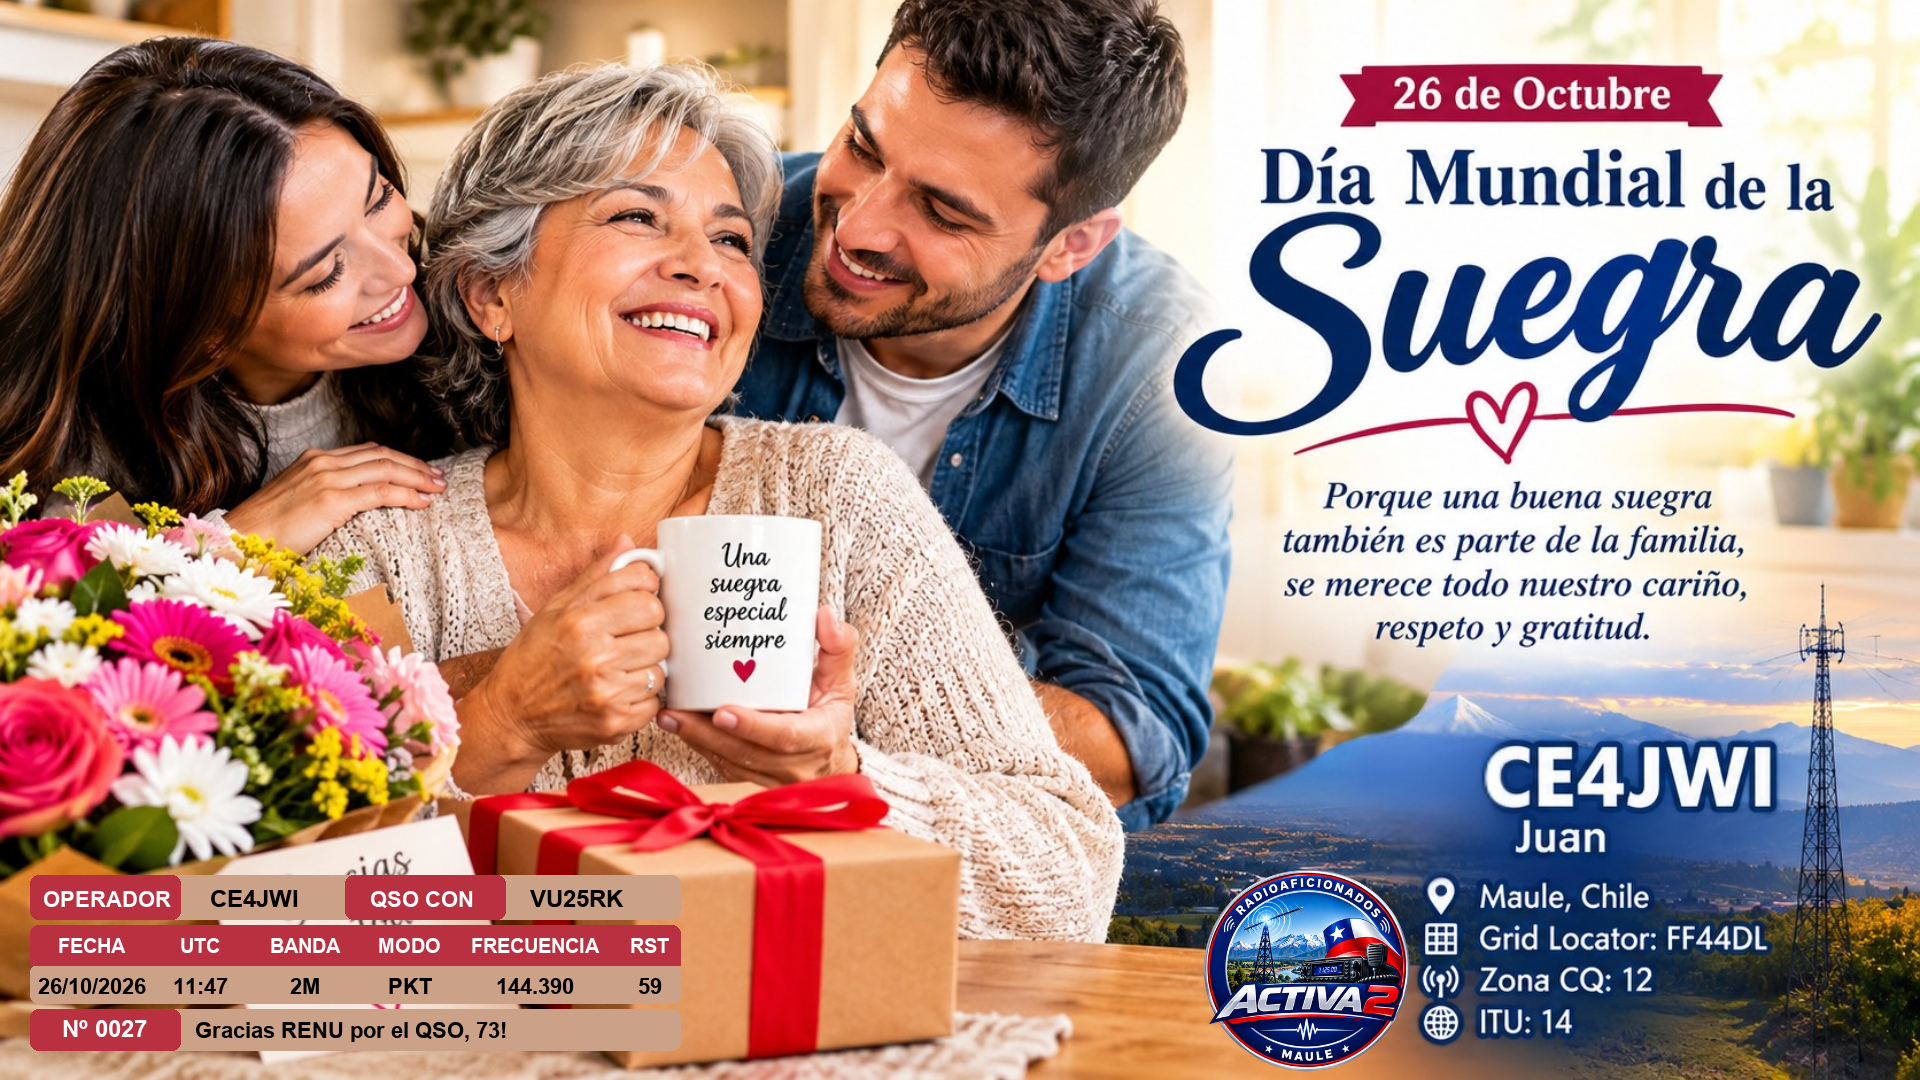 26 de Octubre
Día Mundial de la
Suegra
Porque una buena suegra
también es parte de la familia,
se merece todo nuestro cariño,
respeto y gratitud.
Una
suegra
especial
siempre
CE4JWI
Juan
Maule, Chile
Grid Locator: FF44DL
Zona CQ: 12
ITU: 14
RADIOAFICIONADOS
ACTIVA2
MAULE
OPERADOR CE4JWI QSO CON VU25RK
FECHA UTC BANDA MODO FRECUENCIA RST
26/10/2026 11:47 2M PKT 144.390 59
Nº 0027 Gracias RENU por el QSO, 73!